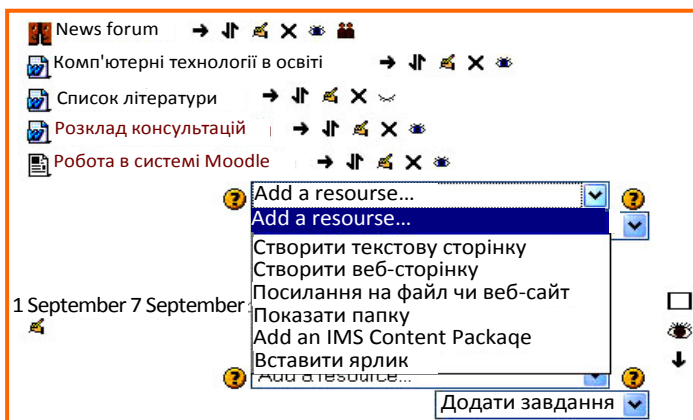 News forum
Комп'ютерні технології в освіті
Список літератури
Розклад консультацій
Робота в системі Moodle
Add a resourse...
Add a resourse...
Створити текстову сторінку
Створити веб-сторінку
Посилання на файл чи веб-сайт
1 September 7 September
Показати папку
Add an IMS Content Packaqe
Вставити ярлик
Add a resource...
Додати завдання